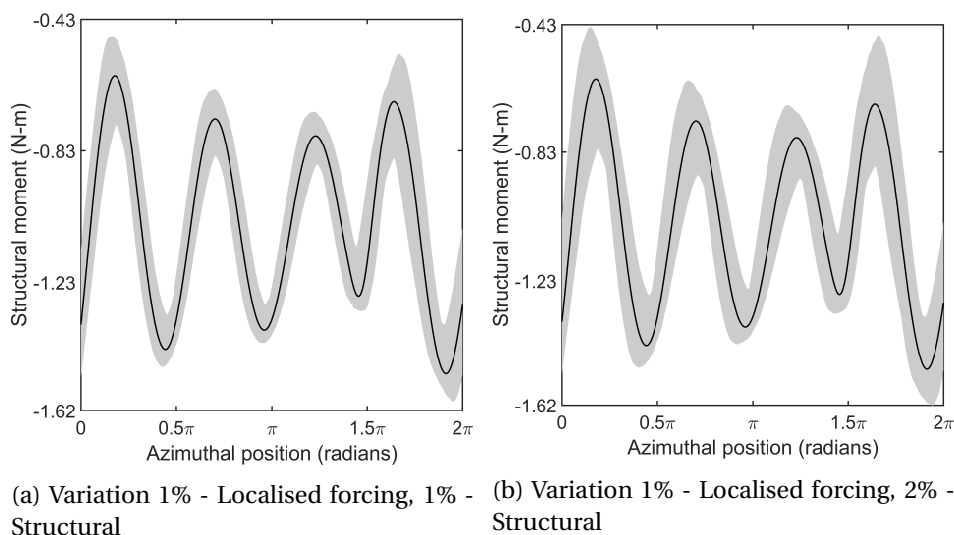 -0.43
-0.83
-1.23
-1.62
Structural moment (N-m)
0 0.5π π 1.5π 2π
Azimuthal position (radians)
(a) Variation 1% - Localised forcing, 1% -
Structural
-0.43
-0.83
-1.23
-1.62
Structural moment (N-m)
0 0.5π π 1.5π 2π
Azimuthal position (radians)
(b) Variation 1% - Localised forcing, 2% -
Structural